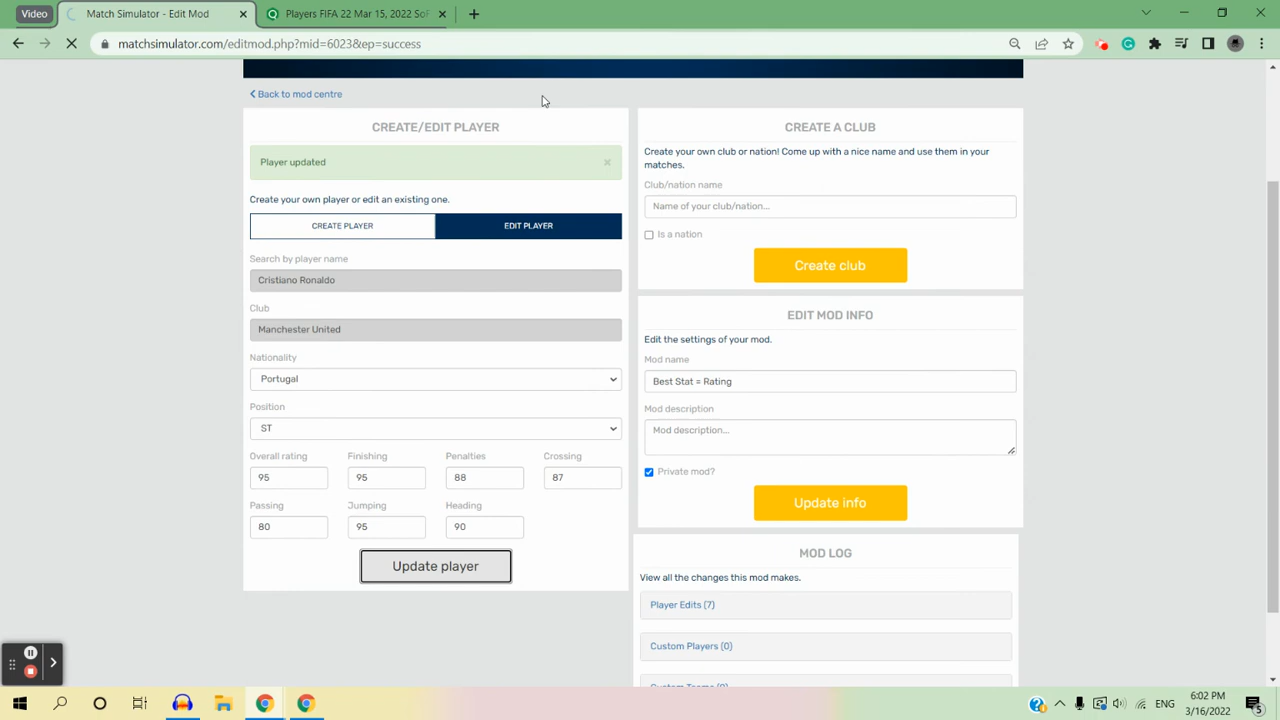 Video
Match Simulator - Edit Mod
Players FIFA 22 Mar 15, 2022 SoF
matchsimulator.com/editmod.php?mid=6023&ep=success
Back to mod centre
CREATE/EDIT PLAYER
Player updated
Create your own player or edit an existing one.
CREATE PLAYER
EDIT PLAYER
Search by player name
Cristiano Ronaldo
Club
Manchester United
Nationality
Portugal
Position
ST
Overall rating Finishing Penalties Crossing
95 95 88 87
Passing Jumping Heading
80 95 90
Update player
CREATE A CLUB
Create your own club or nation! Come up with a nice name and use them in your
matches.
Club/nation name
Name of your club/nation...
Is a nation
Create club
EDIT MOD INFO
Edit the settings of your mod.
Mod name
Best Stat = Rating
Mod description
Mod description...
Private mod?
Update info
MOD LOG
View all the changes this mod makes.
Player Edits (7)
Custom Players (0)
ENG
6:02 PM
3/16/2022
5